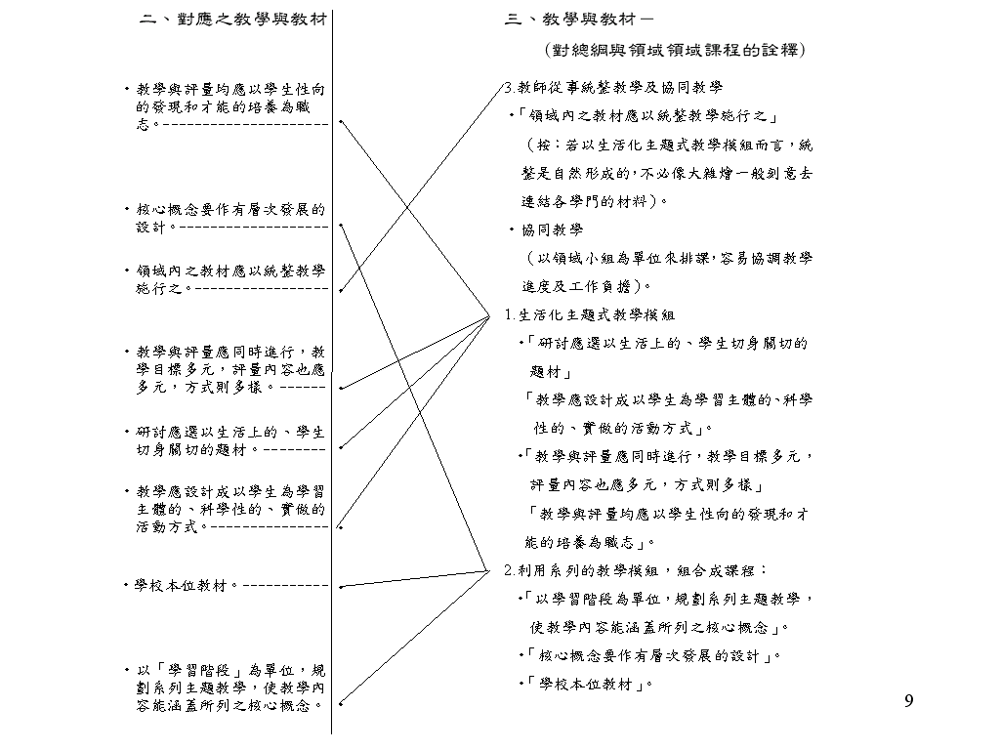 二、對應之教學與教材
‧教學與評量均應以學生性向
的發現和才能的培養為職
志。---------------------
‧核心概念要作有層次發展的
設計。-------------------
‧領域內之教材應以統整教學
施行之。-----------------
‧教學與評量應同時進行，教
學目標多元，評量內容也應
多元，方式則多樣。------
‧研討應選以生活上的、學生
切身關切的題材。--------
‧教學應設計成以學生為學習
主體的、科學性的、實做的
活動方式。---------------
‧學校本位教材。-----------
‧以「學習階段」為單位，規
劃系列主題教學，使教學內
容能涵蓋所列之核心概念。
三、教學與教材－
(對總綱與領域領域課程的詮釋)
3.教師從事統整教學及協同教學
‧「領域內之教材應以統整教學施行之」
（按：若以生活化主題式教學模組而言，統
整是自然形成的，不必像大雜燴一般刻意去
連結各學門的材料）。
‧協同教學
（以領域小組為單位來排課，容易協調教學
進度及工作負擔）。
1.生活化主題式教學模組
‧「研討應選以生活上的、學生切身關切的
題材」
「教學應設計成以學生為學習主體的、科學
性的、實做的活動方式」。
‧「教學與評量應同時進行，教學目標多元，
評量內容也應多元，方式則多樣」
「教學與評量均應以學生性向的發現和才
能的培養為職志」。
2.利用系列的教學模組，組合成課程：
‧「以學習階段為單位，規劃系列主題教學，
使教學內容能涵蓋所列之核心概念」。
‧「核心概念要作有層次發展的設計」。
‧「學校本位教材」。
9